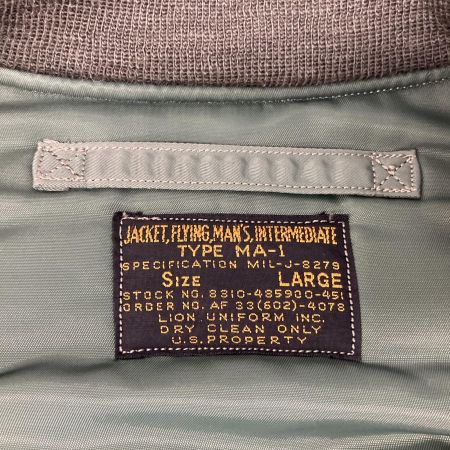 JACKET, FLYING, MAN'S, INTERMEDIATE
TYPE MA-1
SPECIFICATION MIL-J-8279
SIZE LARGE
STOCK NO. 8310-485900-451
ORDER NO. AF 33(602)-4078
LION UNIFORM INC.
DRY CLEAN ONLY
U.S. PROPERTY